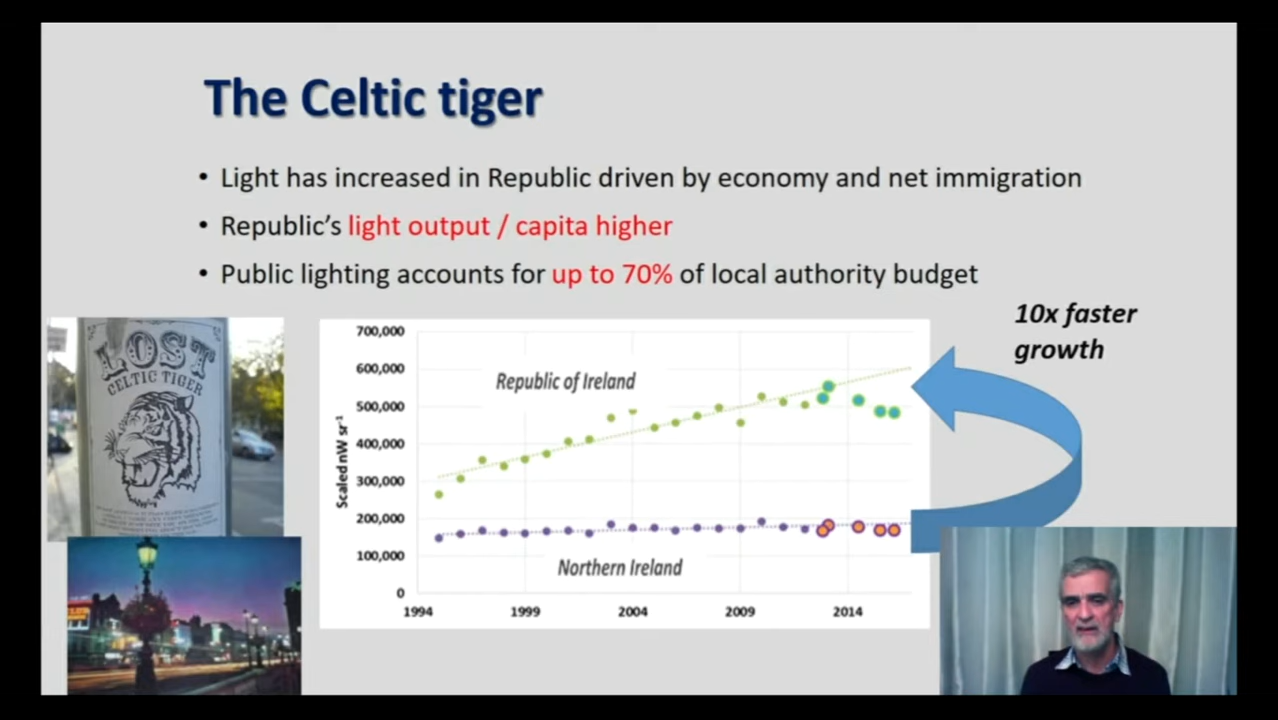 The Celtic tiger
• Light has increased in Republic driven by economy and net immigration
• Republic's light output / capita higher
• Public lighting accounts for up to 70% of local authority budget
10x faster
growth
LOST
CELTIC TIGER
700,000
600,000
500,000
400,000
300,000
200,000
100,000
0
Scaled nW sr⁻¹
Republic of Ireland
Northern Ireland
1994
1999
2004
2009
2014